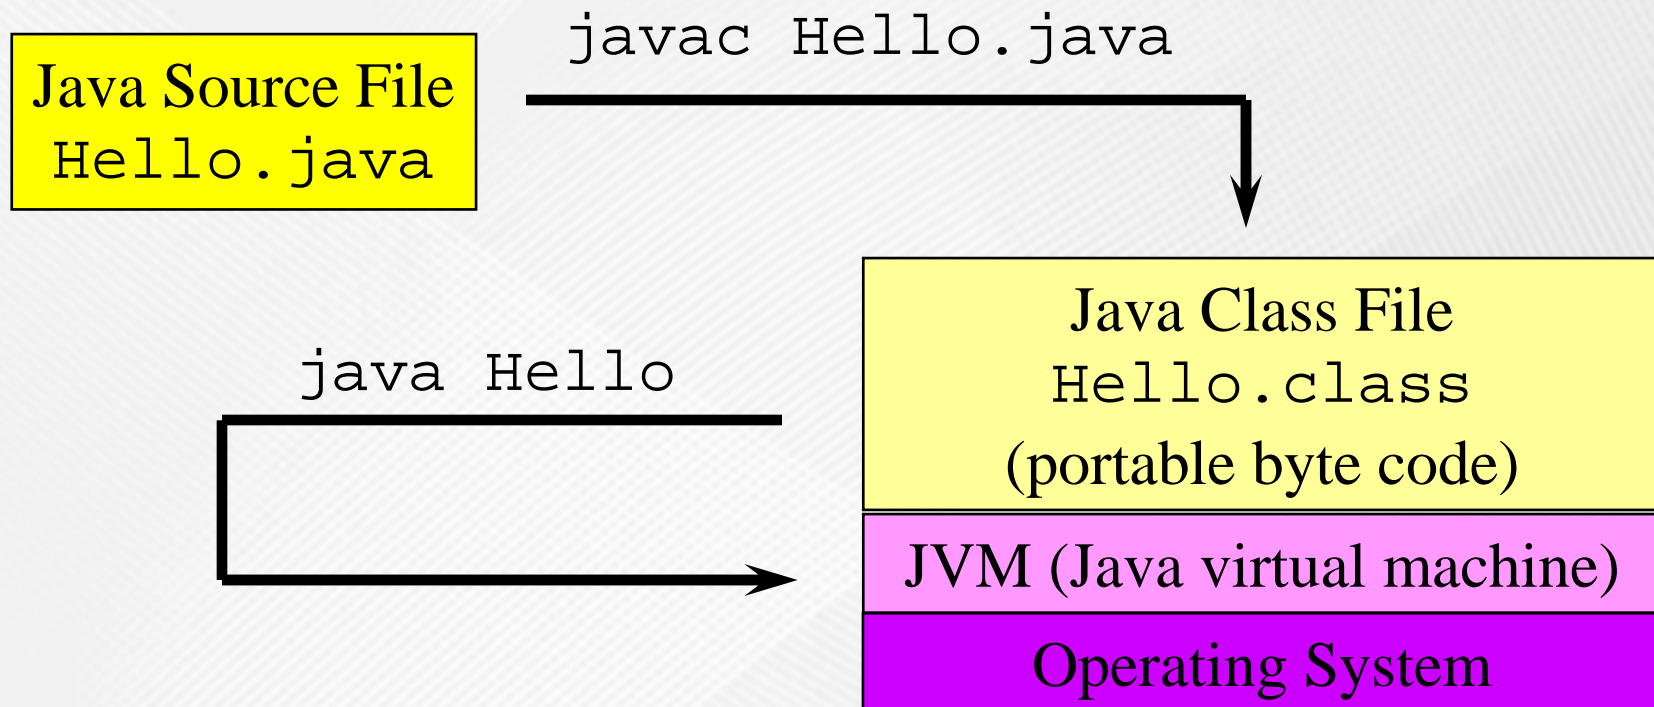 javac Hello.java
Java Source File
Hello.java
Java Class File
Hello.class
(portable byte code)
java Hello
JVM (Java virtual machine)
Operating System